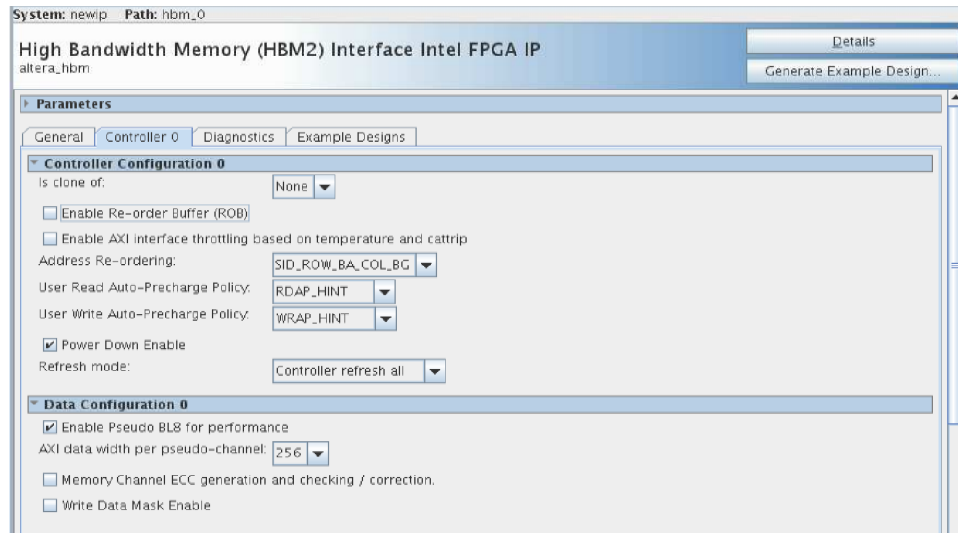 System: newip Path: hbm_0
High Bandwidth Memory (HBM2) Interface Intel FPGA IP
altera_hbm
Details
Generate Example Design...
Parameters
General Controller 0 Diagnostics Example Designs
Controller Configuration 0
Is clone of: None
Enable Re-order Buffer (ROB)
Enable AXI interface throttling based on temperature and cattrip
Address Re-ordering: SID_ROW_BA_COL_BG
User Read Auto-Precharge Policy: RDAP_HINT
User Write Auto-Precharge Policy: WRAP_HINT
Power Down Enable
Refresh mode: Controller refresh all
Data Configuration 0
Enable Pseudo BL8 for performance
AXI data width per pseudo-channel: 256
Memory Channel ECC generation and checking / correction.
Write Data Mask Enable